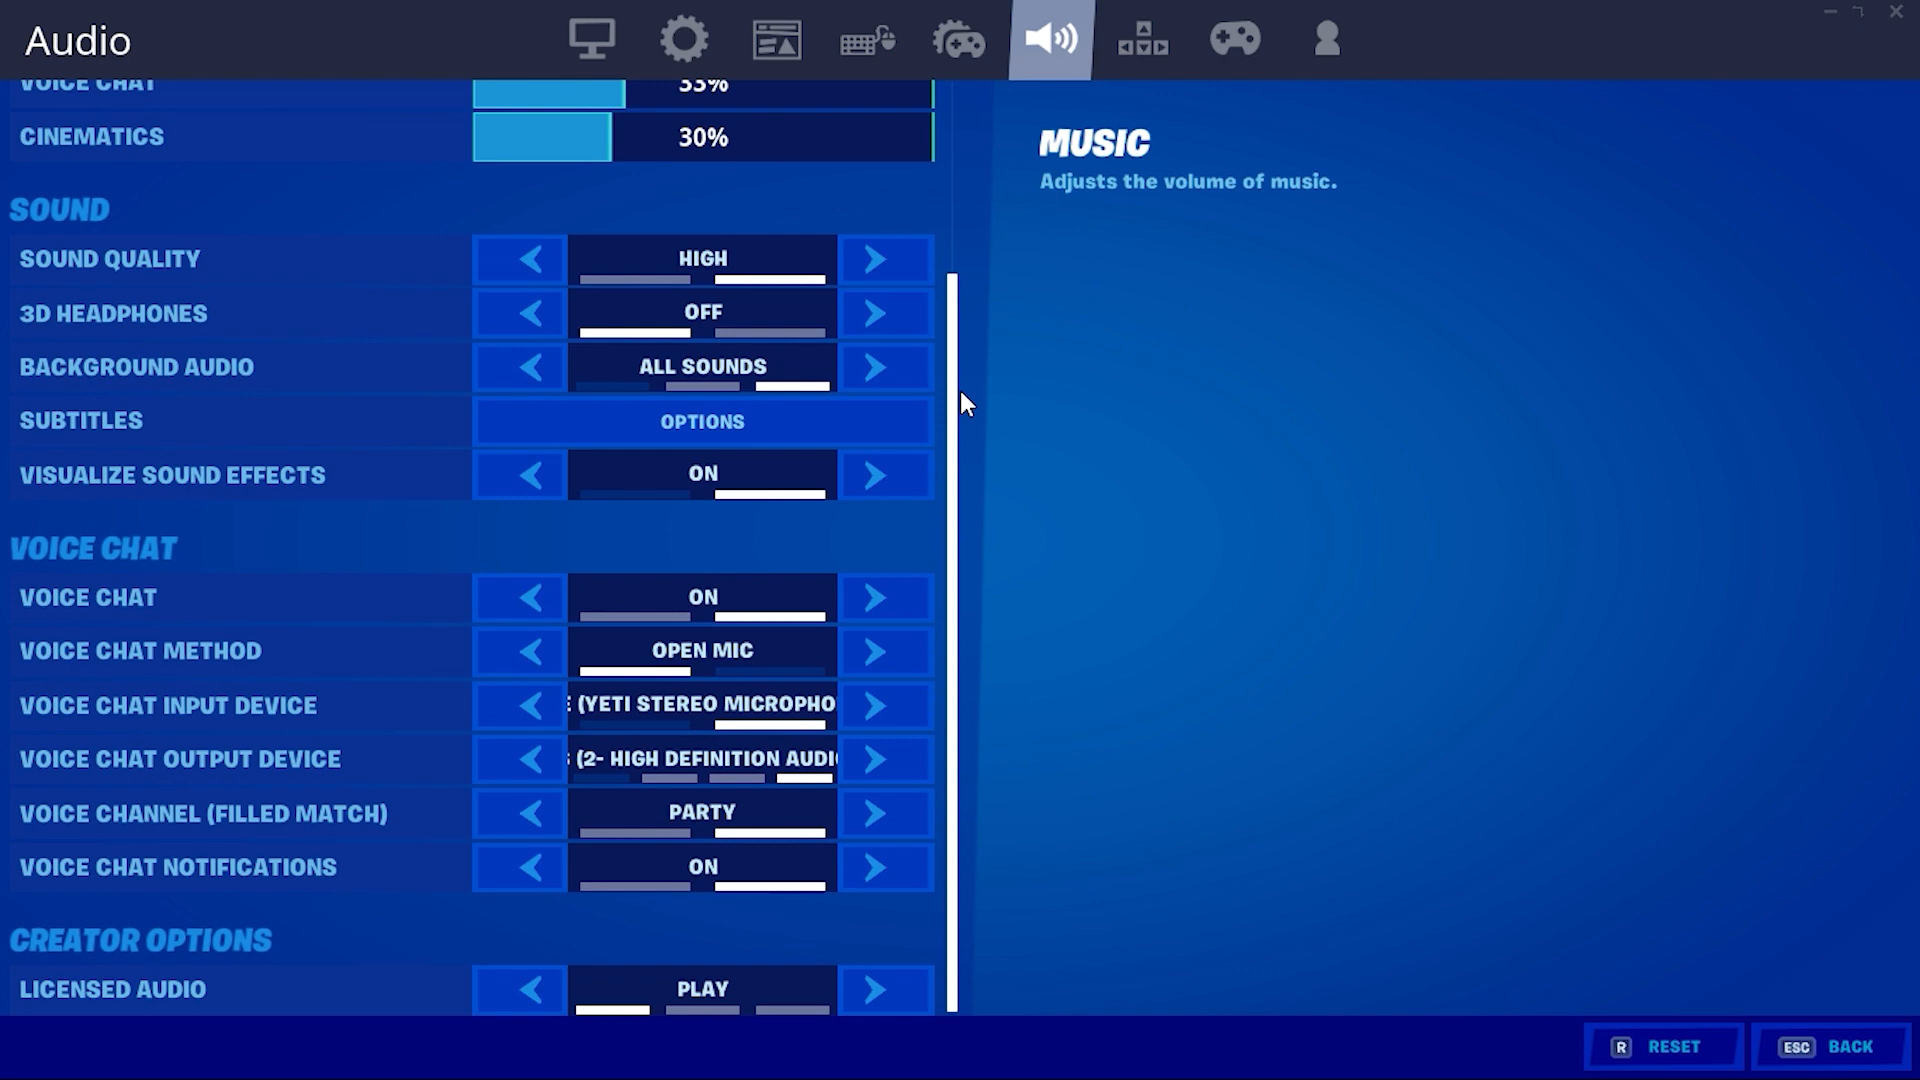 Audio
VOICE CHAT 33%
CINEMATICS 30%
SOUND
SOUND QUALITY HIGH
3D HEADPHONES OFF
BACKGROUND AUDIO ALL SOUNDS
SUBTITLES OPTIONS
VISUALIZE SOUND EFFECTS ON
VOICE CHAT
VOICE CHAT ON
VOICE CHAT METHOD OPEN MIC
VOICE CHAT INPUT DEVICE E (YETI STEREO MICROPHO
VOICE CHAT OUTPUT DEVICE S (2- HIGH DEFINITION AUDI
VOICE CHANNEL (FILLED MATCH) PARTY
VOICE CHAT NOTIFICATIONS ON
CREATOR OPTIONS
LICENSED AUDIO PLAY
MUSIC
Adjusts the volume of music.
R RESET
ESC BACK